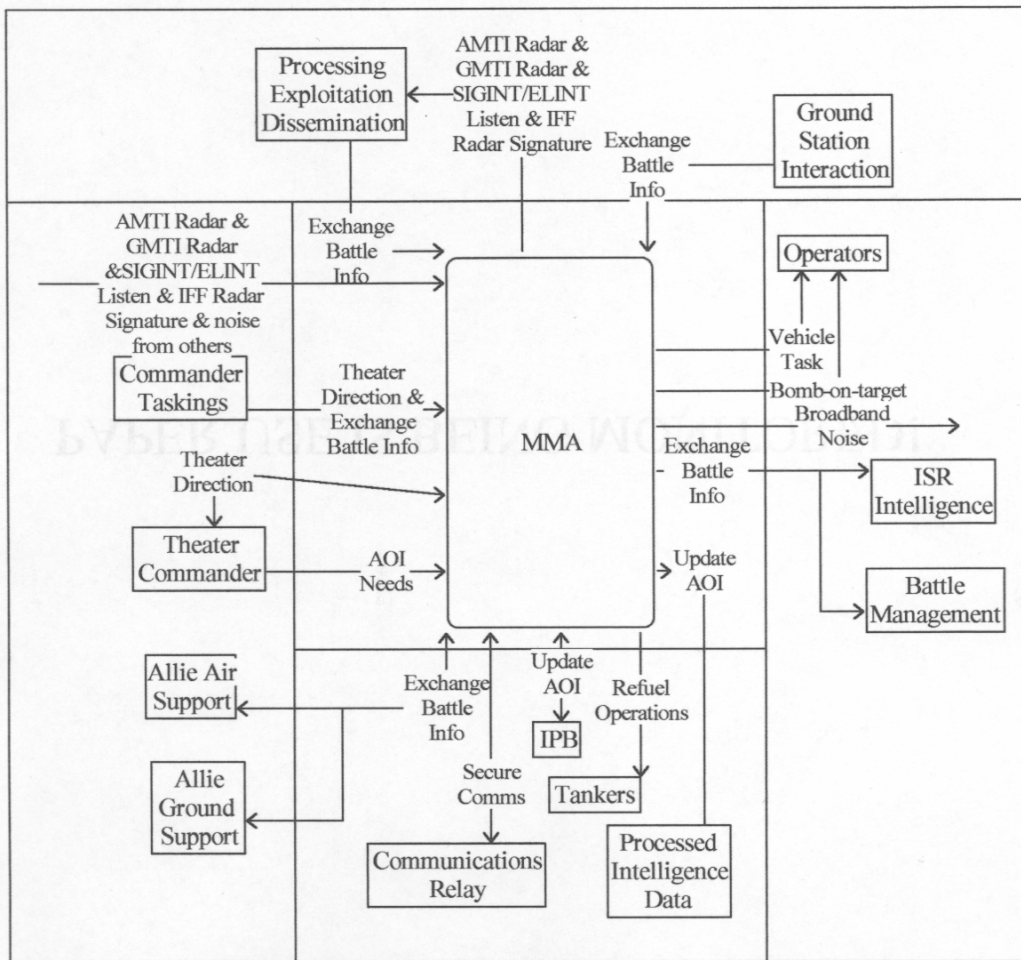 Processing
Exploitation
Dissemination
AMTI Radar &
GMTI Radar &
SIGINT/ELINT
Listen & IFF
Radar Signature
Exchange
Battle
Info
Ground
Station
Interaction
AMTI Radar &
GMTI Radar
&SIGINT/ELINT
Listen & IFF Radar
Signature & noise
from others
Exchange
Battle
Info
Operators
Vehicle
Task
Commander
Taskings
Theater
Direction &
Exchange
Battle Info
MMA
Bomb-on-target
Broadband
Noise
Exchange
Battle
Info
ISR
Intelligence
Theater
Direction
Theater
Commander
AOI
Needs
Update
AOI
Battle
Management
Allie Air
Support
Exchange
Battle
Info
Update
AOI
IPB
Refuel
Operations
Tankers
Allie
Ground
Support
Secure
Comms
Communications
Relay
Processed
Intelligence
Data